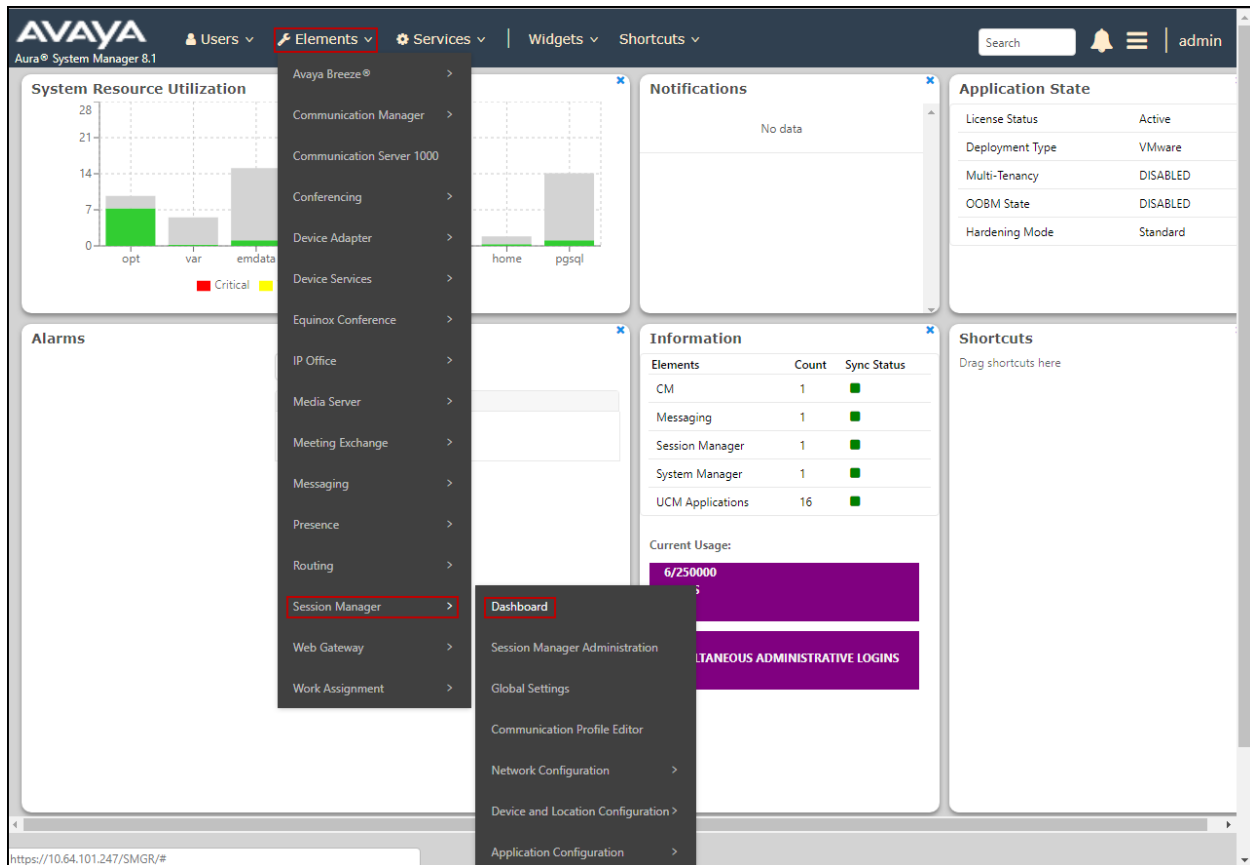 AVAYA
Aura® System Manager 8.1
Users
Elements
Services
Widgets
Shortcuts
Search
admin
System Resource Utilization
28
21
14
7
0
opt
var
emdata
home
pgsql
Critical
Avaya Breeze®
Communication Manager
Communication Server 1000
Conferencing
Device Adapter
Device Services
Equinox Conference
IP Office
Media Server
Meeting Exchange
Messaging
Presence
Routing
Session Manager
Web Gateway
Work Assignment
Dashboard
Session Manager Administration
Global Settings
Communication Profile Editor
Network Configuration
Device and Location Configuration
Application Configuration
Notifications
No data
Application State
License Status Active
Deployment Type VMware
Multi-Tenancy DISABLED
OOBM State DISABLED
Hardening Mode Standard
Alarms
Information
Elements Count Sync Status
CM 1
Messaging 1
Session Manager 1
System Manager 1
UCM Applications 16
Current Usage:
6/250000
ADMINISTRATIVE LOGINS
Shortcuts
Drag shortcuts here
https://10.64.101.247/SMGR/#